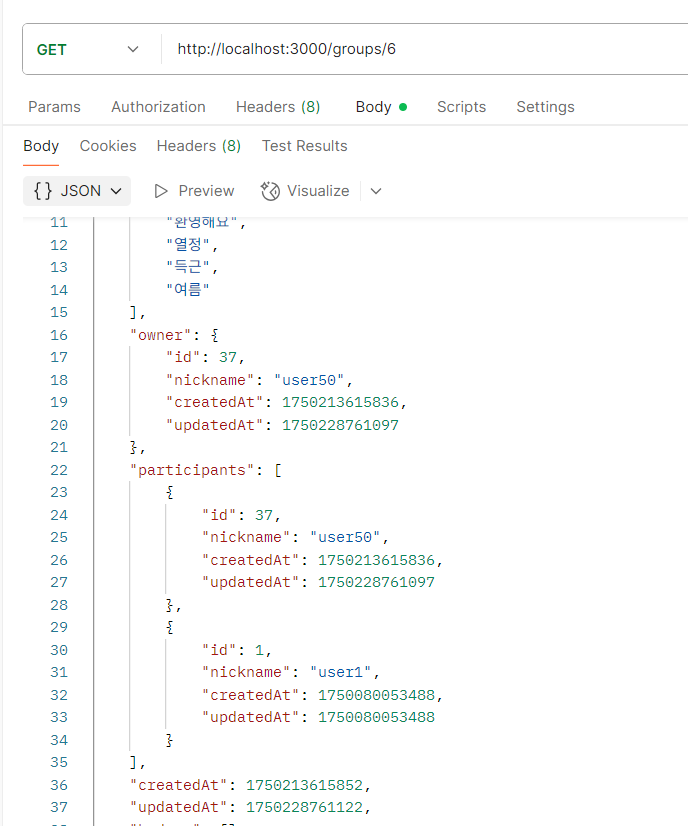 GET http://localhost:3000/groups/6
Params Authorization Headers (8) Body Scripts Settings
Body Cookies Headers (8) Test Results
{} JSON Preview Visualize
11 "환영해요",
12 "열정",
13 "득근",
14 "여름"
15 ],
16 "owner": {
17 "id": 37,
18 "nickname": "user50",
19 "createdAt": 1750213615836,
20 "updatedAt": 1750228761097
21 },
22 "participants": [
23 {
24 "id": 37,
25 "nickname": "user50",
26 "createdAt": 1750213615836,
27 "updatedAt": 1750228761097
28 },
29 {
30 "id": 1,
31 "nickname": "user1",
32 "createdAt": 1750080053488,
33 "updatedAt": 1750080053488
34 }
35 ],
36 "createdAt": 1750213615852,
37 "updatedAt": 1750228761122,